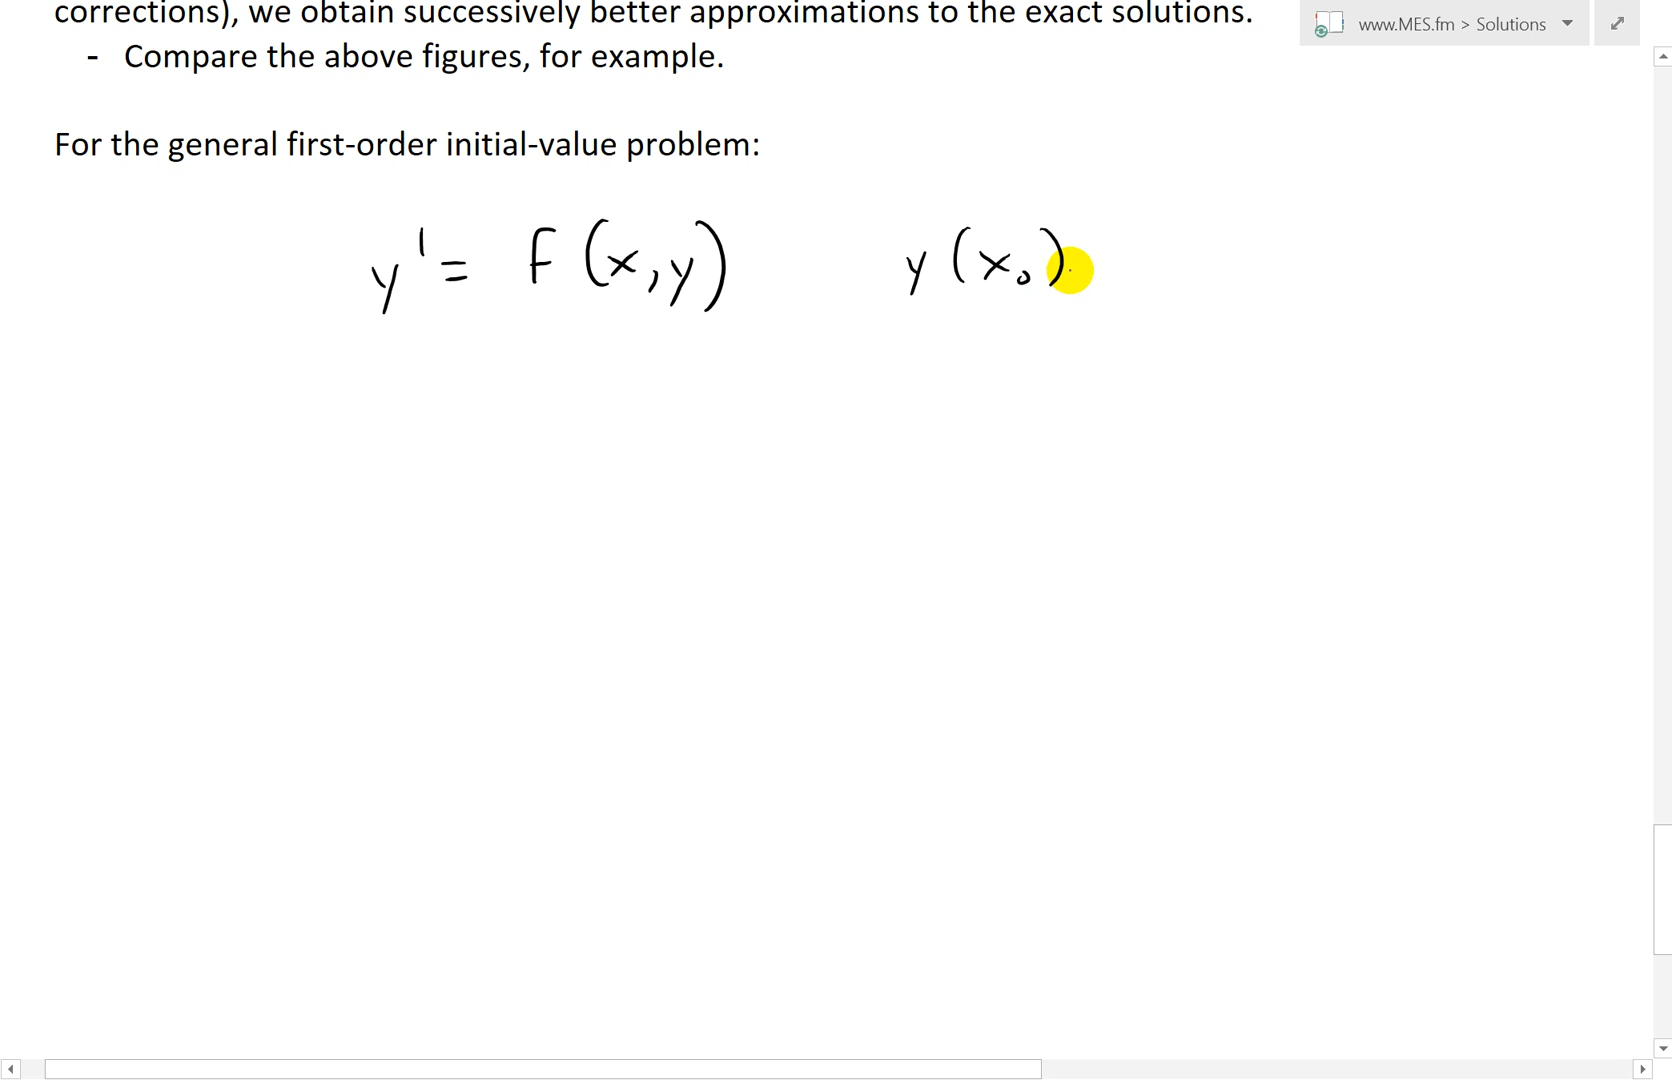 corrections), we obtain successively better approximations to the exact solutions.
www.MES.fm > Solutions
- Compare the above figures, for example.
For the general first-order initial-value problem:
y' = F(x,y) y(x₀)